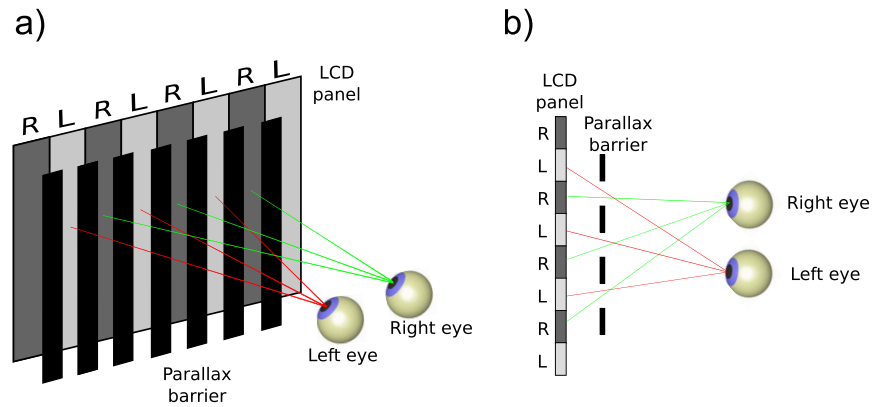 a)
R L R L R L R L
LCD
panel
Left eye
Right eye
Parallax
barrier
b)
LCD
panel
Parallax
barrier
R
L
R
L
R
L
R
L
Right eye
Left eye